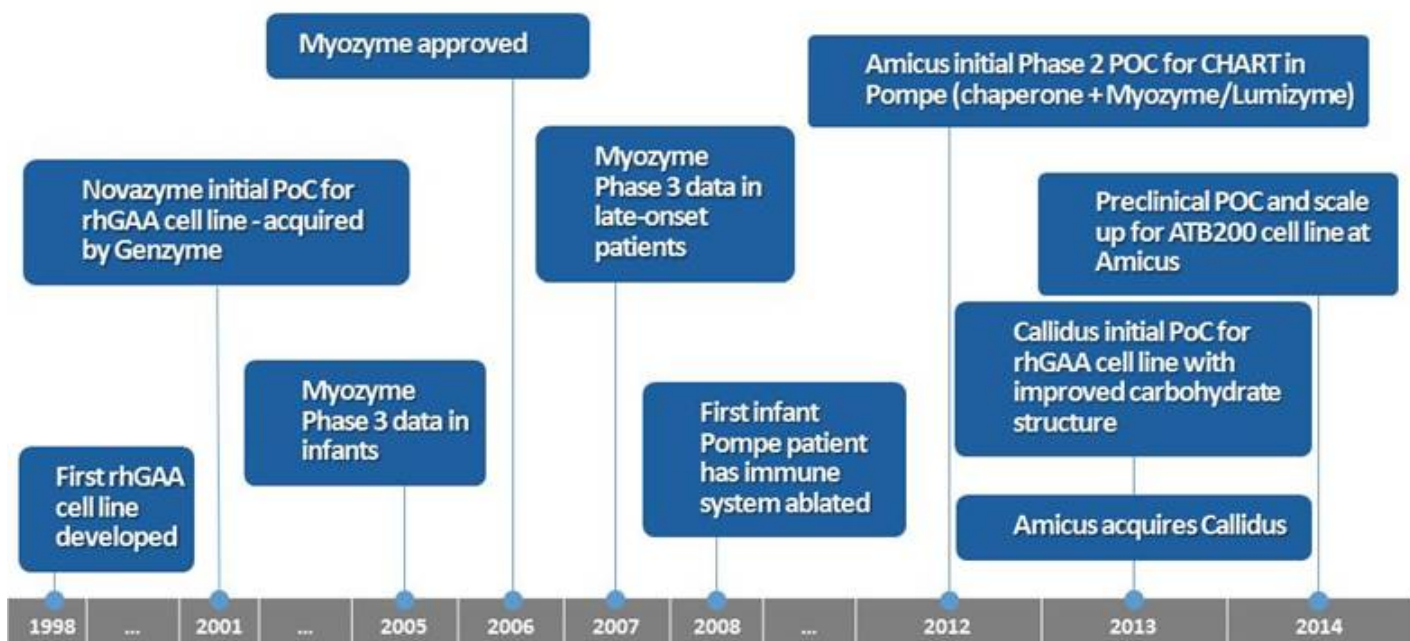 Myozyme approved
Amicus initial Phase 2 POC for CHART in
Pompe (chaperone + Myozyme/Lumizyme)
Novazyme initial PoC for
rhGAA cell line - acquired
by Genzyme
Myozyme
Phase 3 data in
late-onset
patients
Preclinical POC and scale
up for ATB200 cell line at
Amicus
Callidus initial PoC for
rhGAA cell line with
improved carbohydrate
structure
Myozyme
Phase 3 data in
infants
First infant
Pompe patient
has immune
system ablated
First rhGAA
cell line
developed
Amicus acquires Callidus
1998 ... 2001 ... 2005 2006 2007 2008 ... 2012 2013 2014